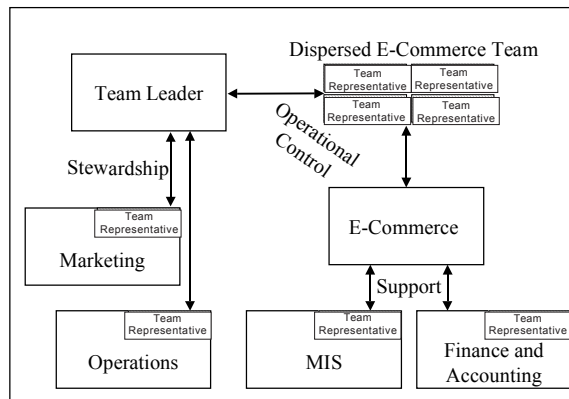 Dispersed E-Commerce Team
Team Leader
Team Representative
Team Representative
Team Representative
Team Representative
Operational
Control
Stewardship
Team
Representative
Marketing
E-Commerce
Support
Team
Representative
Operations
Team
Representative
MIS
Team
Representative
Finance and
Accounting